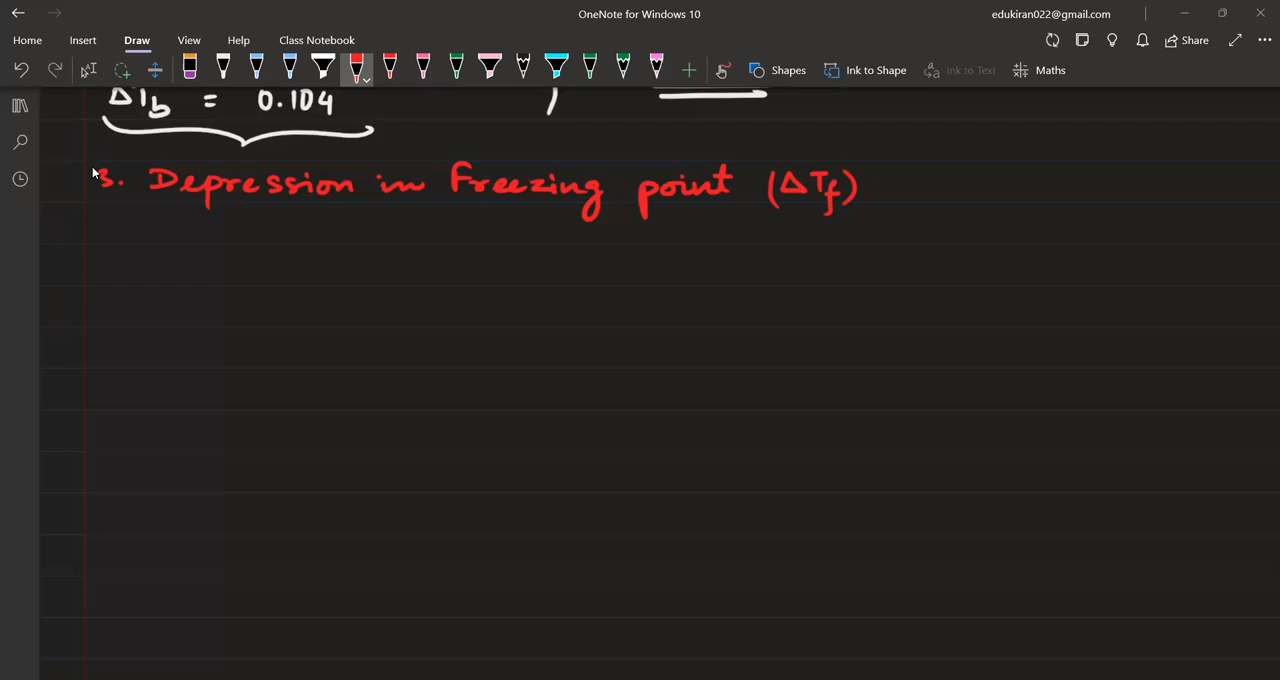 OneNote for Windows 10
edukiran022@gmail.com
Home Insert Draw View Help Class Notebook
Share
Shapes Ink to Shape Ink to Text Maths
ΔTb = 0.104
3. Depression in Freezing point (ΔTf)